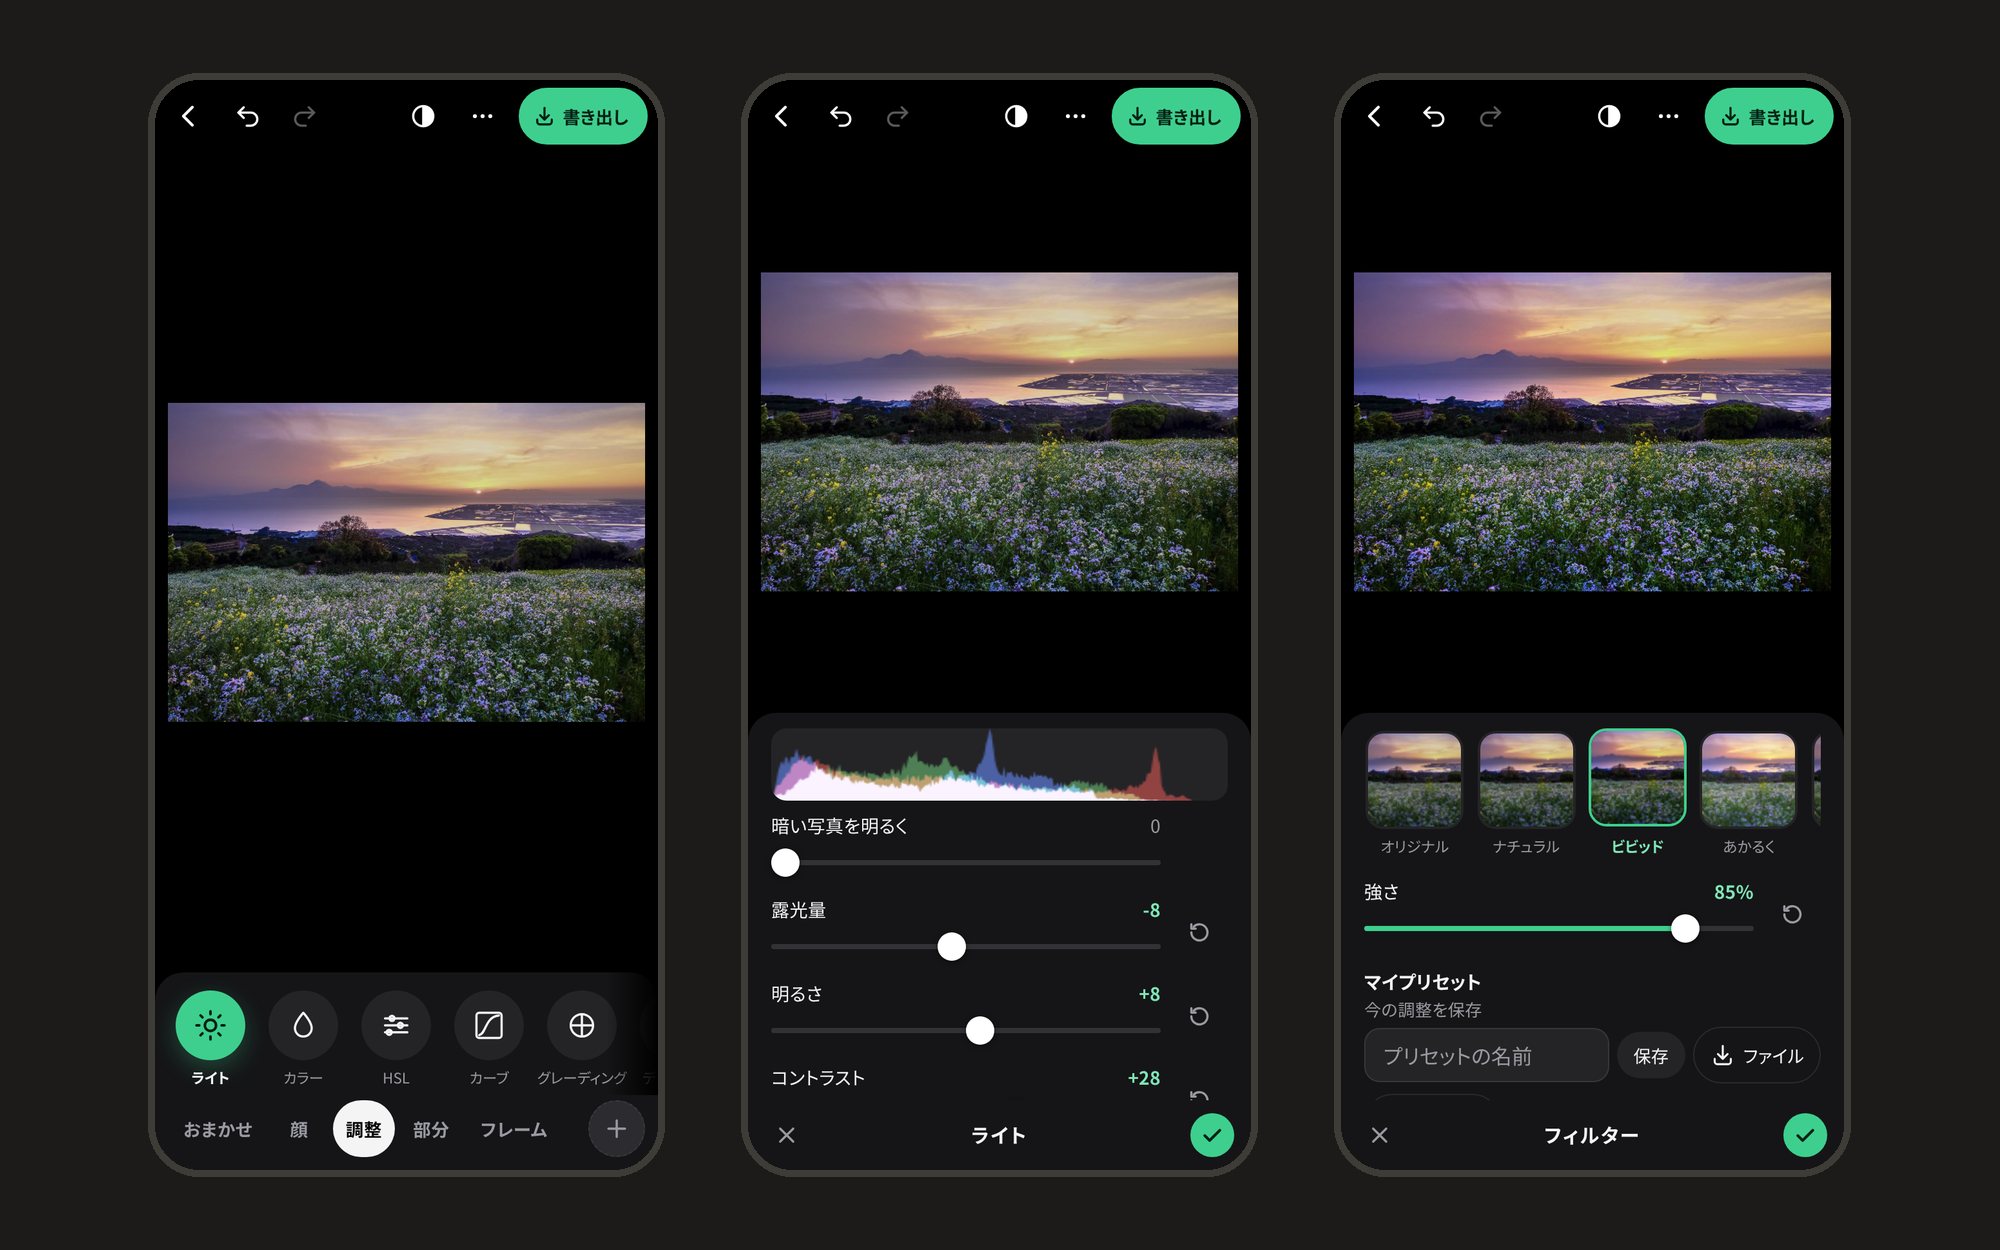 書き出し
ライト
カラー
HSL
カーブ
グレーディング
おまかせ
顔
調整
部分
フレーム
書き出し
暗い写真を明るく
0
露光量
-8
明るさ
+8
コントラスト
+28
ライト
書き出し
オリジナル
ナチュラル
ビビッド
あかるく
強さ
85%
マイプリセット
今の調整を保存
プリセットの名前
保存
ファイル
フィルター